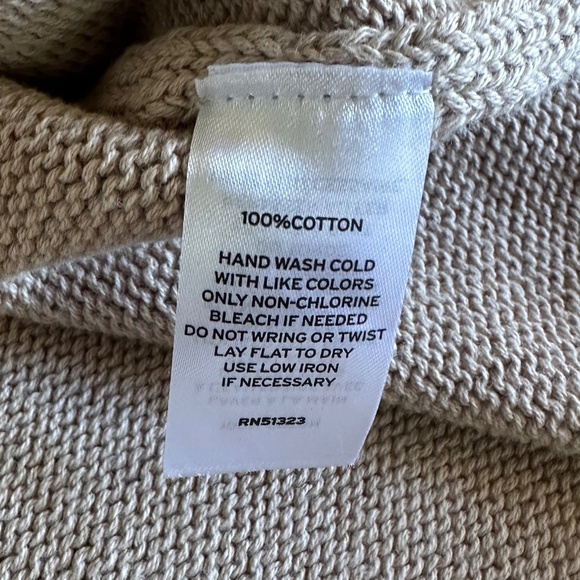 100%COTTON
HAND WASH COLD
WITH LIKE COLORS
ONLY NON-CHLORINE
BLEACH IF NEEDED
DO NOT WRING OR TWIST
LAY FLAT TO DRY
USE LOW IRON
IF NECESSARY
RN51323